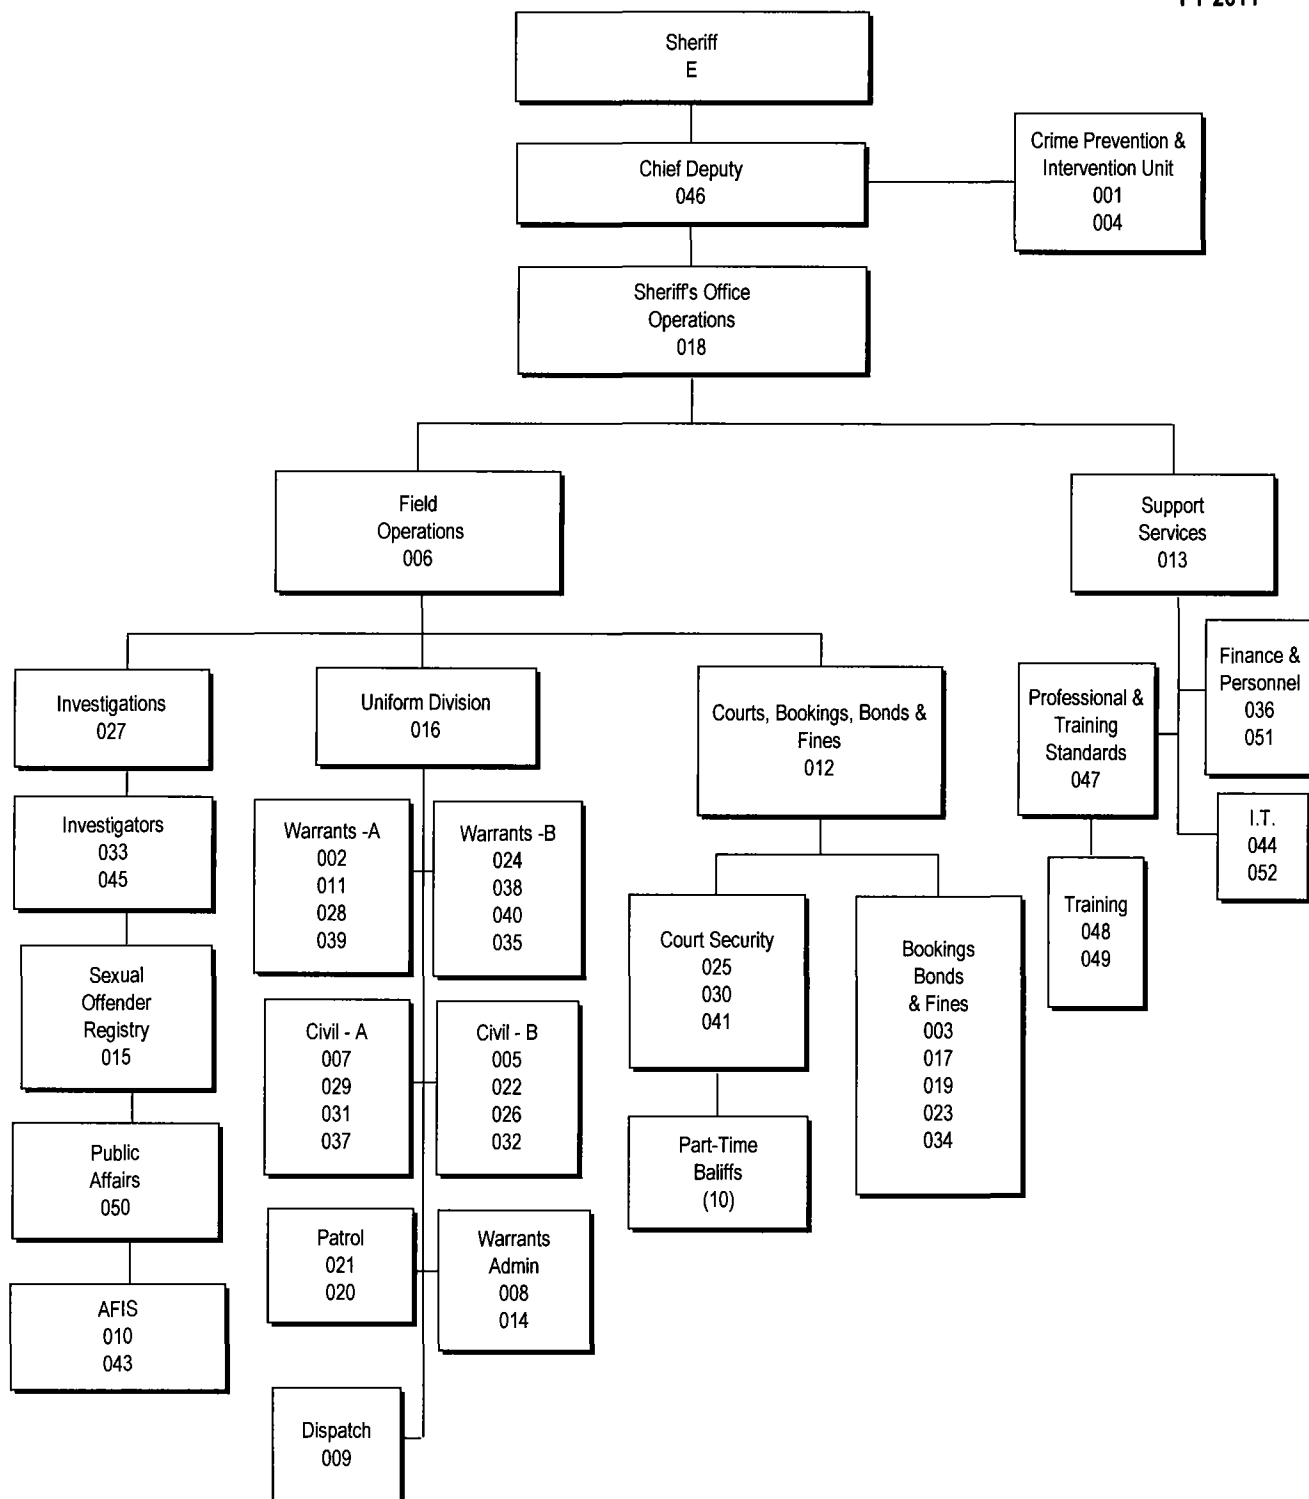 Sheriff
E
Chief Deputy
046
Crime Prevention &
Intervention Unit
001
004
Sheriff's Office
Operations
018
Field
Operations
006
Support
Services
013
Investigations
027
Uniform Division
016
Courts, Bookings, Bonds &
Fines
012
Professional &
Training
Standards
047
Finance &
Personnel
036
051
I.T.
044
052
Training
048
049
Investigators
033
045
Warrants -A
002
011
028
039
Warrants -B
024
038
040
035
Court Security
025
030
041
Bookings
Bonds
& Fines
003
017
019
023
034
Sexual
Offender
Registry
015
Civil - A
007
029
031
037
Civil - B
005
022
026
032
Part-Time
Baliffs
(10)
Public
Affairs
050
Patrol
021
020
Warrants
Admin
008
014
AFIS
010
043
Dispatch
009